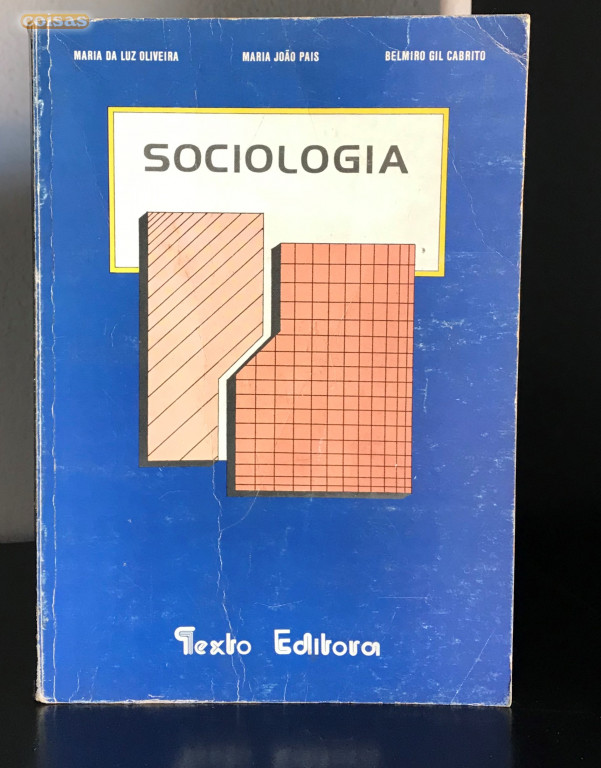 coisas
MARIA DA LUZ OLIVEIRA MARIA JOÃO PAIS BELMIRO GIL CABRITO
SOCIOLOGIA
Texto Editora